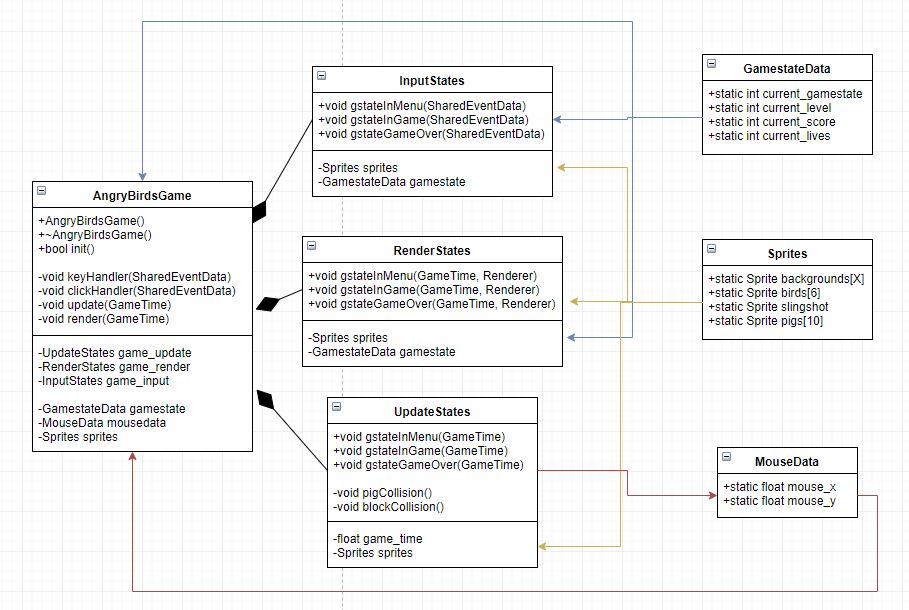 InputStates
+void gstateInMenu(SharedEventData)
+void gstateInGame(SharedEventData)
+void gstateGameOver(SharedEventData)
-Sprites sprites
-GamestateData gamestate
GamestateData
+static int current_gamestate
+static int current_level
+static int current_score
+static int current_lives
AngryBirdsGame
+AngryBirdsGame()
+~AngryBirdsGame()
+bool init()
-void keyHandler(SharedEventData)
-void clickHandler(SharedEventData)
-void update(GameTime)
-void render(GameTime)
-UpdateStates game_update
-RenderStates game_render
-InputStates game_input
-GamestateData gamestate
-MouseData mousedata
-Sprites sprites
RenderStates
+void gstateInMenu(GameTime, Renderer)
+void gstateInGame(GameTime, Renderer)
+void gstateGameOver(GameTime, Renderer)
-Sprites sprites
-GamestateData gamestate
Sprites
+static Sprite backgrounds[X]
+static Sprite birds[6]
+static Sprite slingshot
+static Sprite pigs[10]
UpdateStates
+void gstateInMenu(GameTime)
+void gstateInGame(GameTime)
+void gstateGameOver(GameTime)
-void pigCollision()
-void blockCollision()
-float game_time
-Sprites sprites
MouseData
+static float mouse_x
+static float mouse_y